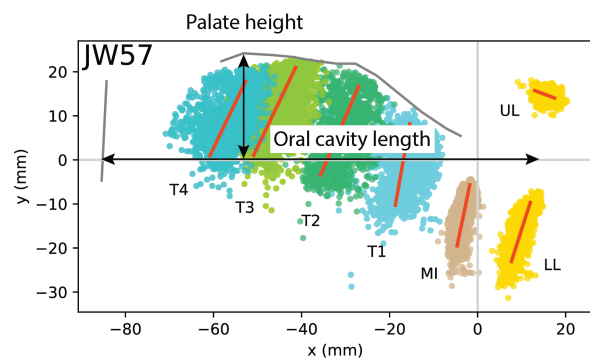 Palate height
JW57
20
10
0
−10
−20
−30
y (mm)
UL
Oral cavity length
T4
T3
T2
T1
MI
LL
−80
−60
−40
−20
0
20
x (mm)